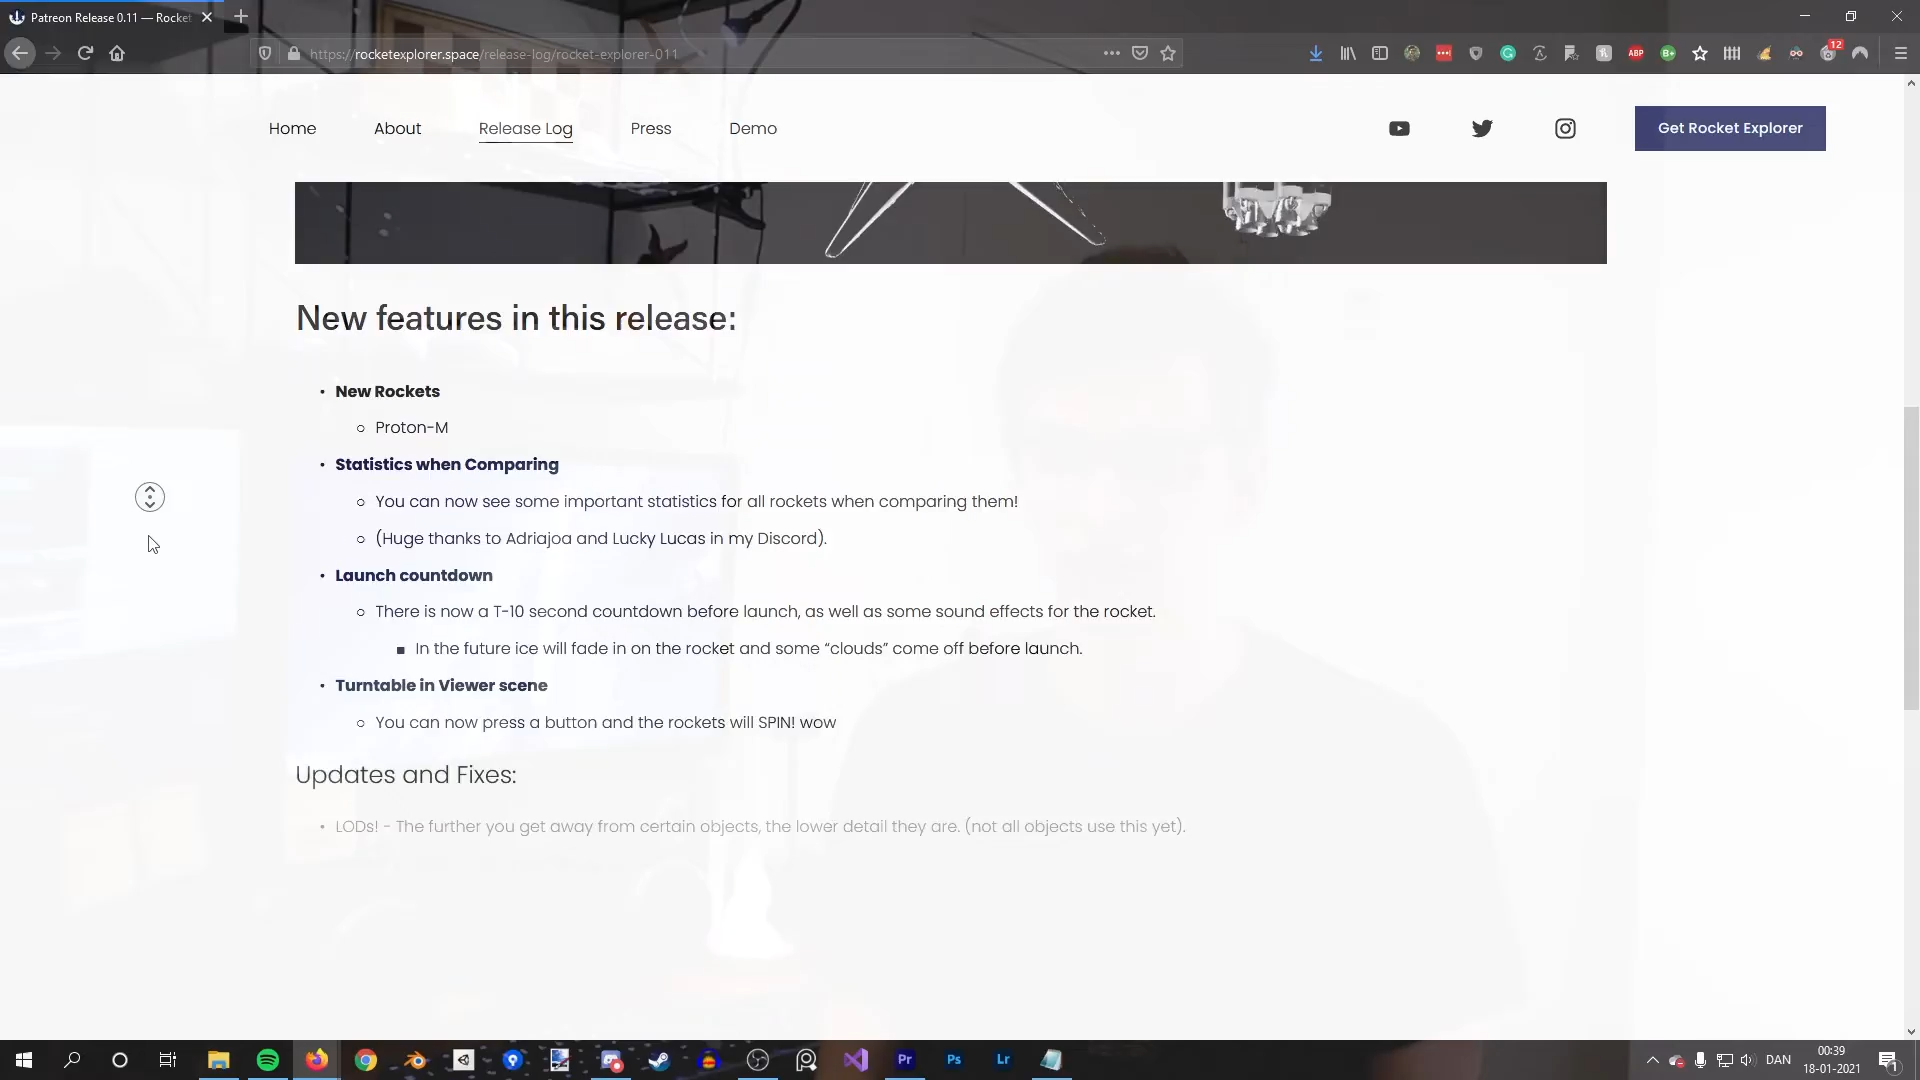 Patreon Release 0.11 — Rocket
https://rocketexplorer.space/release-log/rocket-explorer-011
ABP
B+
12
Home
About
Release Log
Press
Demo
Get Rocket Explorer
New features in this release:
• New Rockets
○ Proton-M
• Statistics when Comparing
○ You can now see some important statistics for all rockets when comparing them!
○ (Huge thanks to Adriajoa and Lucky Lucas in my Discord).
• Launch countdown
○ There is now a T-10 second countdown before launch, as well as some sound effects for the rocket.
■ In the future ice will fade in on the rocket and some “clouds” come off before launch.
• Turntable in Viewer scene
○ You can now press a button and the rockets will SPIN! wow
Updates and Fixes:
• LODs! - The further you get away from certain objects, the lower detail they are. (not all objects use this yet).
Pr
Ps
Lr
DAN
00:39
18-01-2021
1